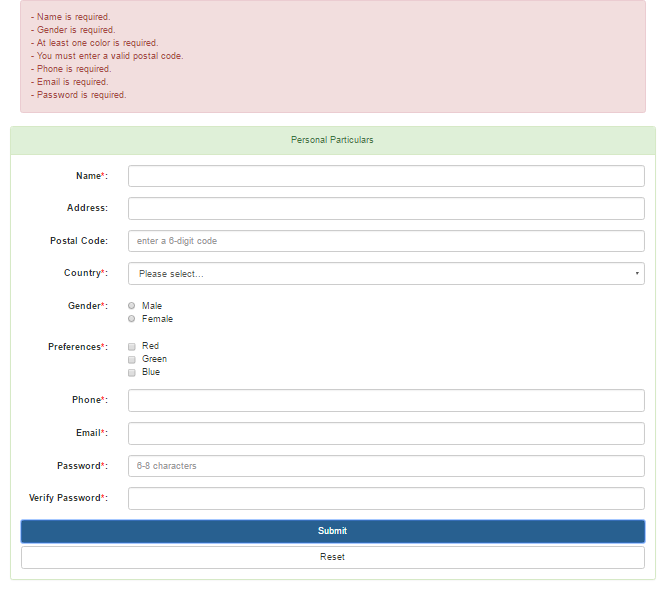 - Name is required.
- Gender is required.
- At least one color is required.
- You must enter a valid postal code.
- Phone is required.
- Email is required.
- Password is required.
Personal Particulars
Name*:
Address:
Postal Code: enter a 6-digit code
Country*: Please select...
Gender*: Male
Female
Preferences*: Red
Green
Blue
Phone*:
Email*:
Password*: 6-8 characters
Verify Password*:
Submit
Reset